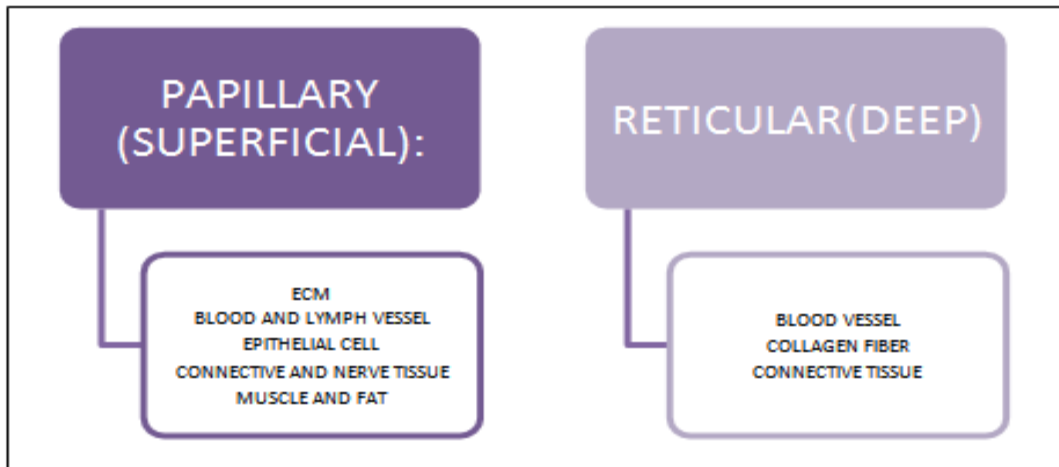 PAPILLARY
(SUPERFICIAL):
ECM
BLOOD AND LYMPH VESSEL
EPITHELIAL CELL
CONNECTIVE AND NERVE TISSUE
MUSCLE AND FAT
RETICULAR(DEEP)
BLOOD VESSEL
COLLAGEN FIBER
CONNECTIVE TISSUE